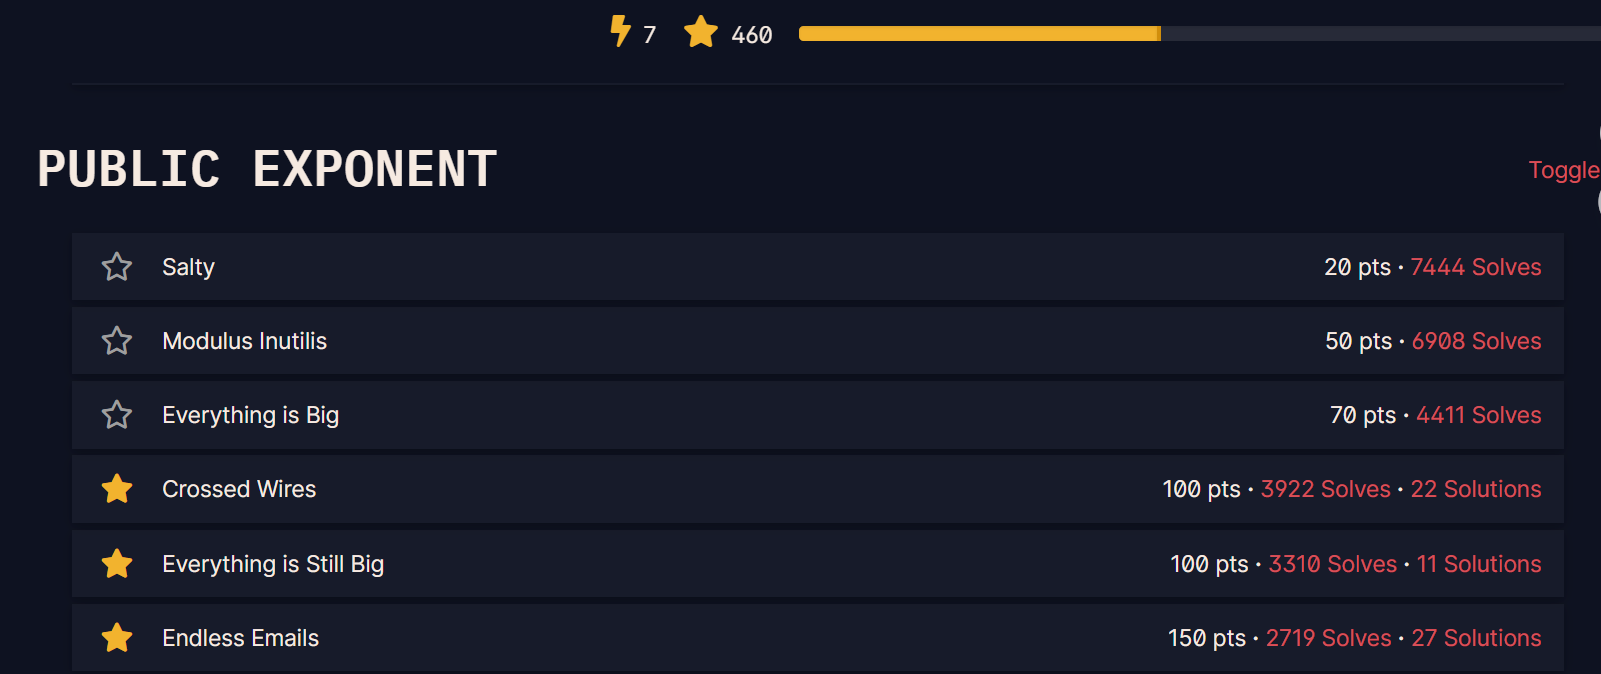 7 460
PUBLIC EXPONENT
Toggle
Salty 20 pts · 7444 Solves
Modulus Inutilis 50 pts · 6908 Solves
Everything is Big 70 pts · 4411 Solves
Crossed Wires 100 pts · 3922 Solves · 22 Solutions
Everything is Still Big 100 pts · 3310 Solves · 11 Solutions
Endless Emails 150 pts · 2719 Solves · 27 Solutions